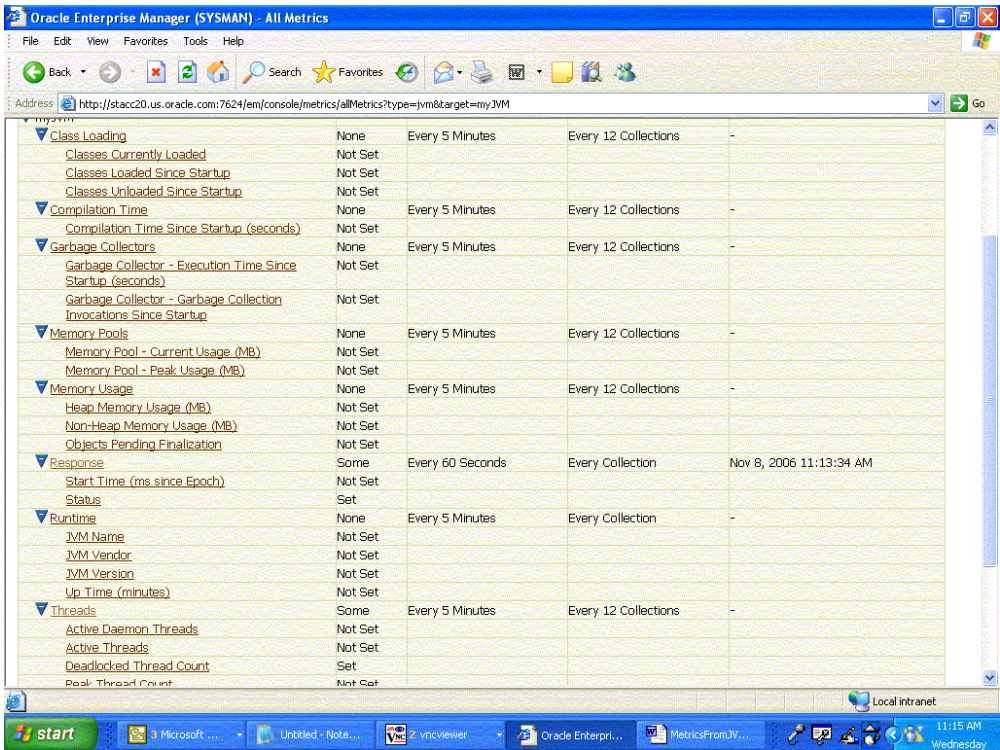 Oracle Enterprise Manager (SYSMAN) - All Metrics
File Edit View Favorites Tools Help
Back Search Favorites
Address http://stacc20.us.oracle.com:7624/em/console/metrics/allMetrics?type=jvm&target=myJVM Go
Class Loading None Every 5 Minutes Every 12 Collections -
Classes Currently Loaded Not Set
Classes Loaded Since Startup Not Set
Classes Unloaded Since Startup Not Set
Compilation Time None Every 5 Minutes Every 12 Collections -
Compilation Time Since Startup (seconds) Not Set
Garbage Collectors None Every 5 Minutes Every 12 Collections -
Garbage Collector - Execution Time Since Not Set
Startup (seconds)
Garbage Collector - Garbage Collection Not Set
Invocations Since Startup
Memory Pools None Every 5 Minutes Every 12 Collections -
Memory Pool - Current Usage (MB) Not Set
Memory Pool - Peak Usage (MB) Not Set
Memory Usage None Every 5 Minutes Every 12 Collections -
Heap Memory Usage (MB) Not Set
Non-Heap Memory Usage (MB) Not Set
Objects Pending Finalization Not Set
Response Some Every 60 Seconds Every Collection Nov 8, 2006 11:13:34 AM
Start Time (ms since Epoch) Not Set
Status Set
Runtime None Every 5 Minutes Every Collection -
JVM Name Not Set
JVM Vendor Not Set
JVM Version Not Set
Up Time (minutes) Not Set
Threads Some Every 5 Minutes Every 12 Collections -
Active Daemon Threads Not Set
Active Threads Not Set
Deadlocked Thread Count Set
Peak Thread Count Not Set
Local intranet
start 3 Microsoft ... Untitled - Note... 2 vncviewer Oracle Enterpri... MetricsFromJV... 11:15 AM
Wednesday